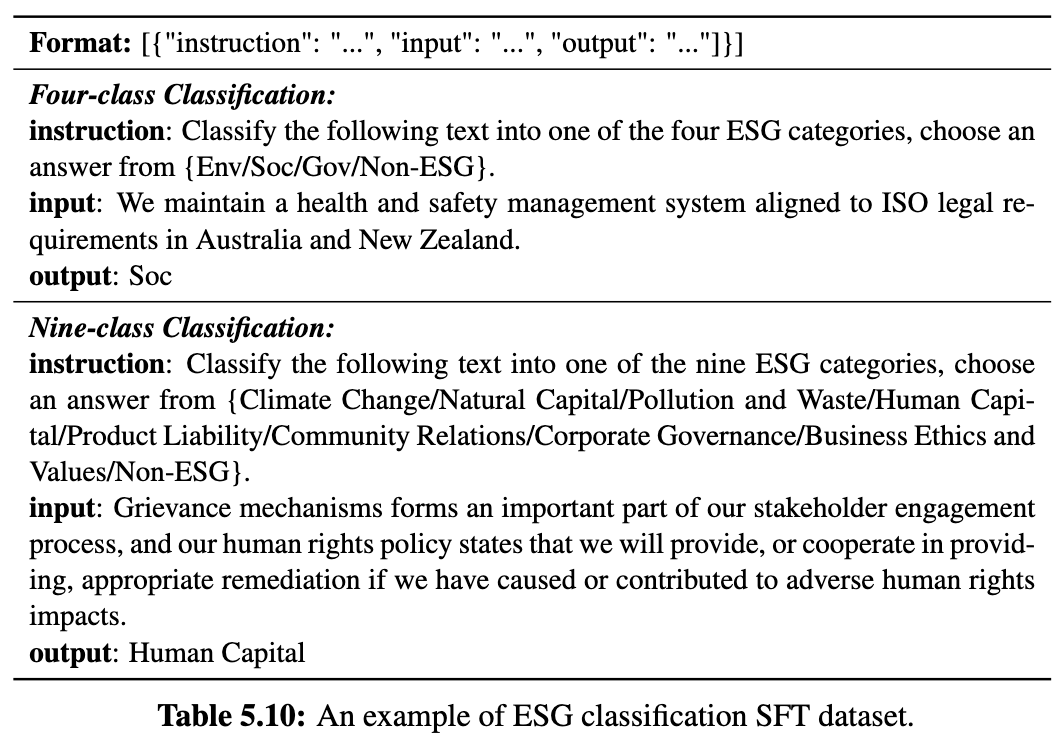 Format: [{"instruction": "...", "input": "...", "output": "..."]}]
Four-class Classification:
instruction: Classify the following text into one of the four ESG categories, choose an
answer from {Env/Soc/Gov/Non-ESG}.
input: We maintain a health and safety management system aligned to ISO legal re-
quirements in Australia and New Zealand.
output: Soc
Nine-class Classification:
instruction: Classify the following text into one of the nine ESG categories, choose
an answer from {Climate Change/Natural Capital/Pollution and Waste/Human Capi-
tal/Product Liability/Community Relations/Corporate Governance/Business Ethics and
Values/Non-ESG}.
input: Grievance mechanisms forms an important part of our stakeholder engagement
process, and our human rights policy states that we will provide, or cooperate in provid-
ing, appropriate remediation if we have caused or contributed to adverse human rights
impacts.
output: Human Capital
Table 5.10: An example of ESG classification SFT dataset.